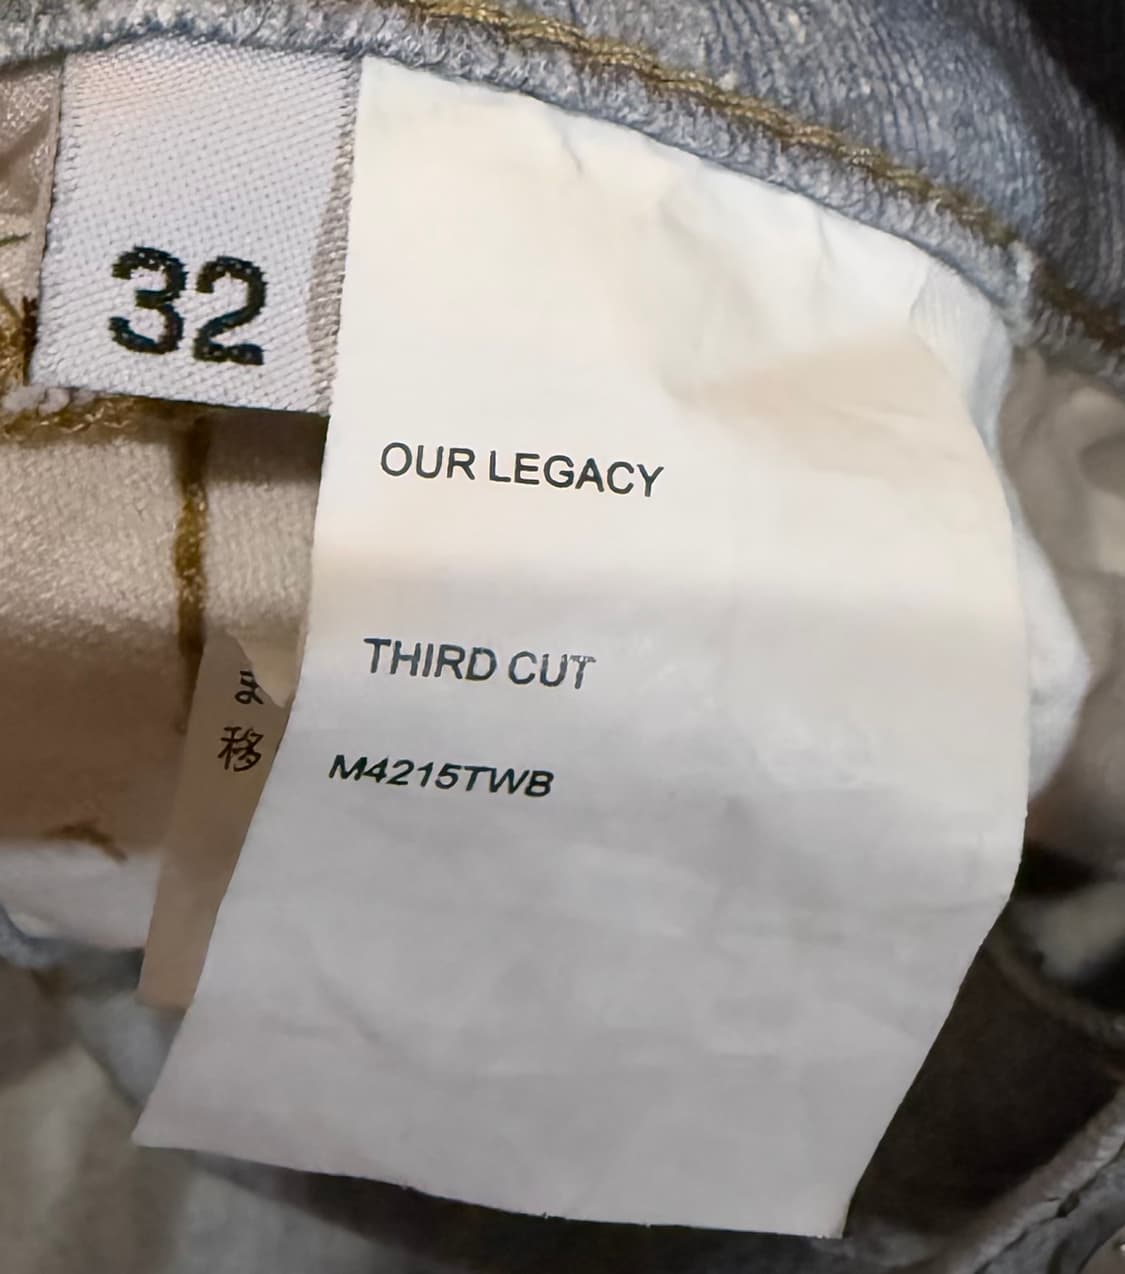 32
OUR LEGACY
THIRD CUT
M4215TWB
移